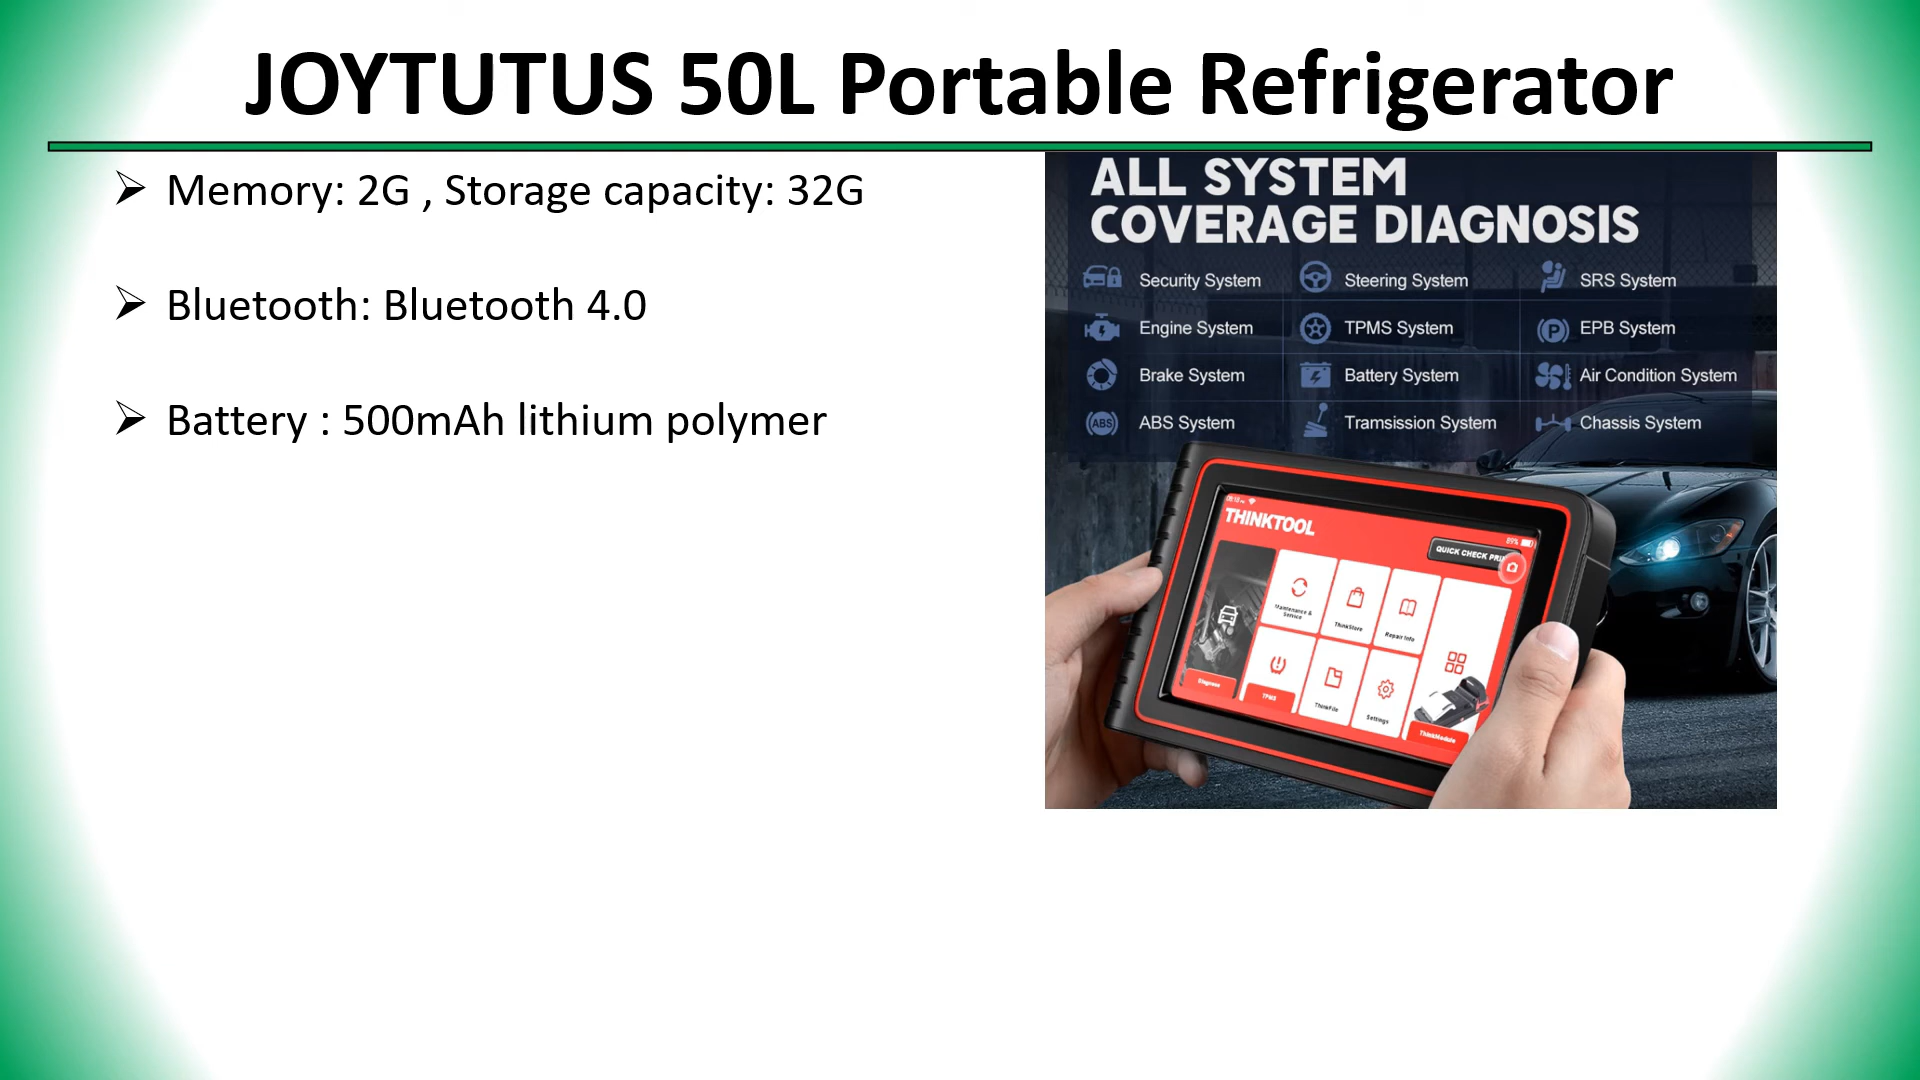 JOYTUTUS 50L Portable Refrigerator
Memory: 2G , Storage capacity: 32G
Bluetooth: Bluetooth 4.0
Battery : 500mAh lithium polymer
ALL SYSTEM
COVERAGE DIAGNOSIS
Security System
Steering System
SRS System
Engine System
TPMS System
EPB System
Brake System
Battery System
Air Condition System
ABS
ABS System
Tramsission System
Chassis System
THINKTOOL
89%
QUICK CHECK
Maintenance &
Service
ThinkStore
Repair Info
Diagnose
TPMS
ThinkFile
Settings
ThinkModule